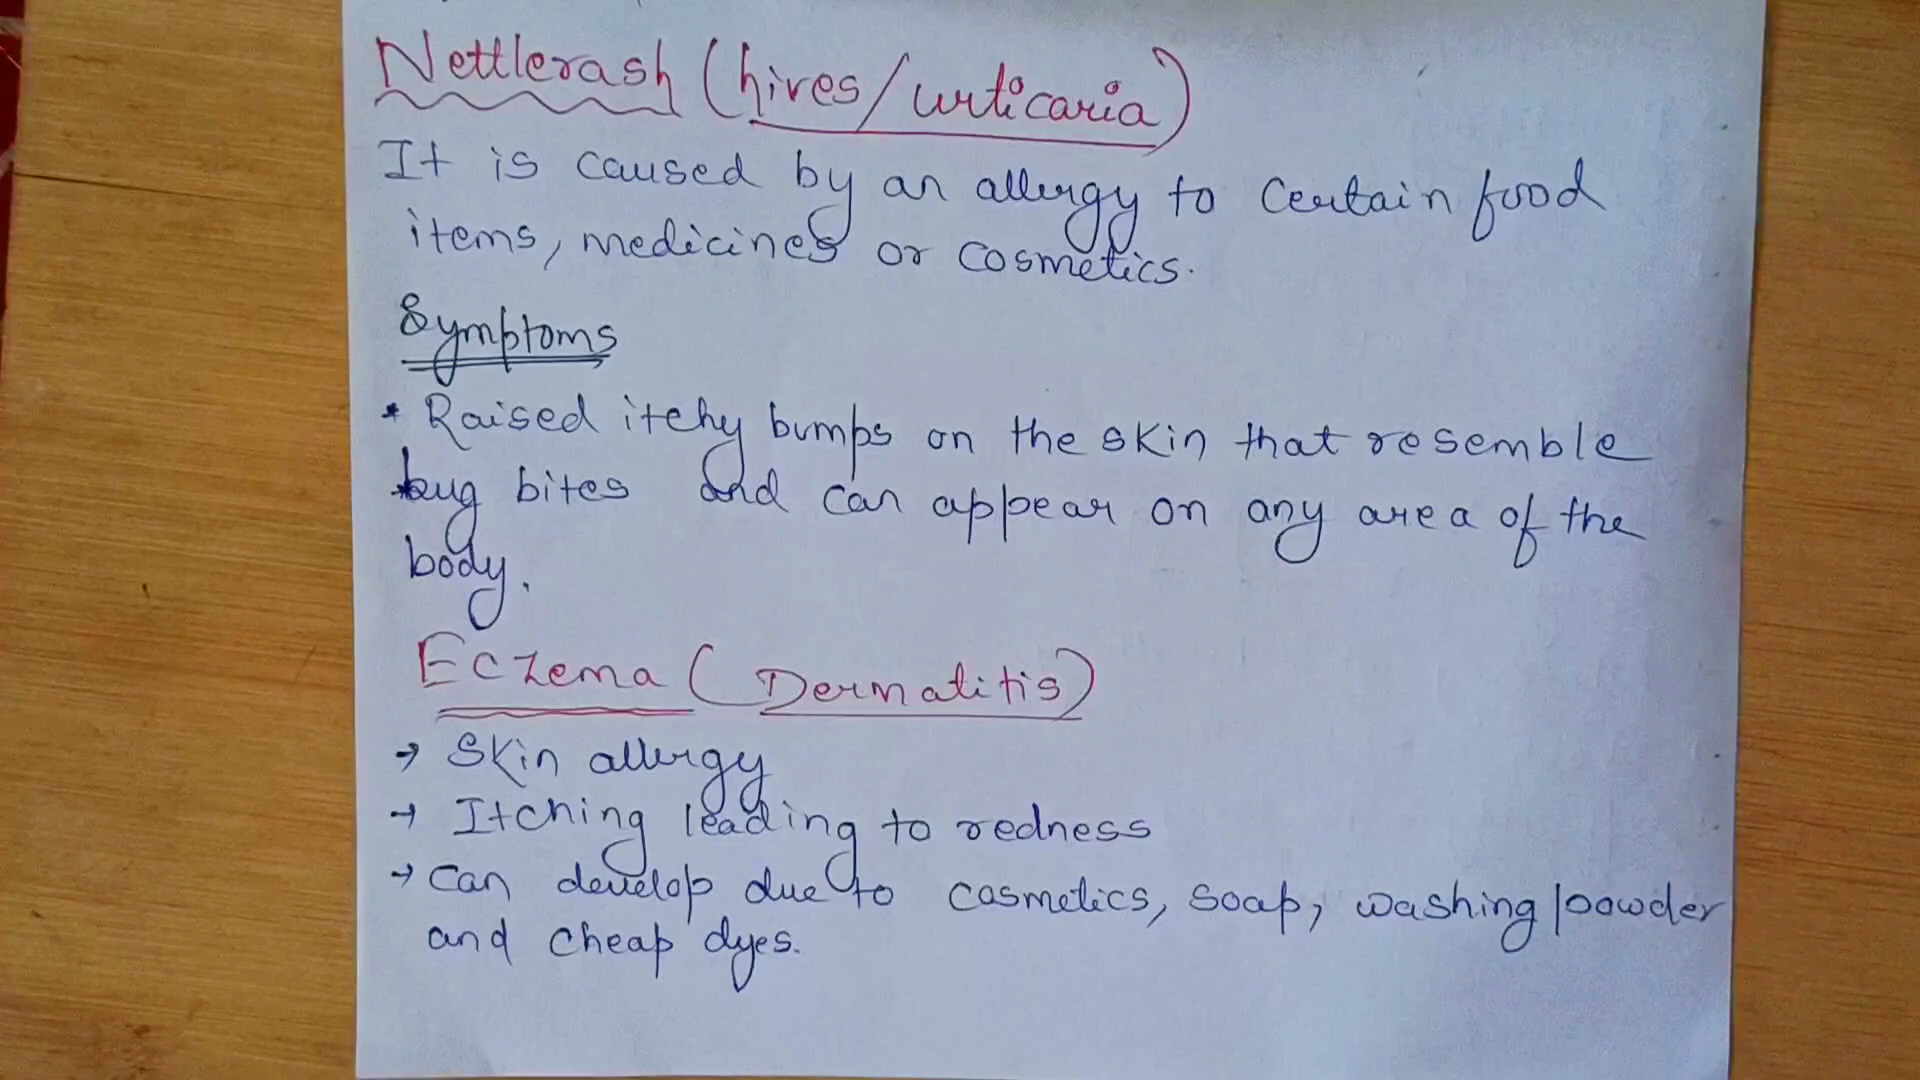 Nettlerash (hives/urticaria)
It is caused by an allergy to certain food
items, medicines or cosmetics.
Symptoms
* Raised itchy bumps on the skin that resemble
bug bites and can appear on any area of the
body.
Eczema (Dermatitis)
→ Skin allergy
→ Itching leading to redness
→ Can develop due to cosmetics, soap, washing powder
and cheap dyes.